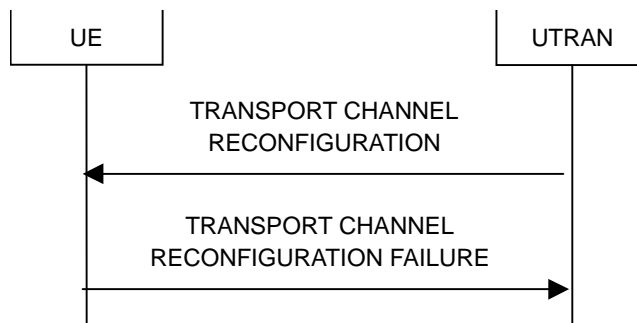 UE
UTRAN
TRANSPORT CHANNEL
RECONFIGURATION
TRANSPORT CHANNEL
RECONFIGURATION FAILURE